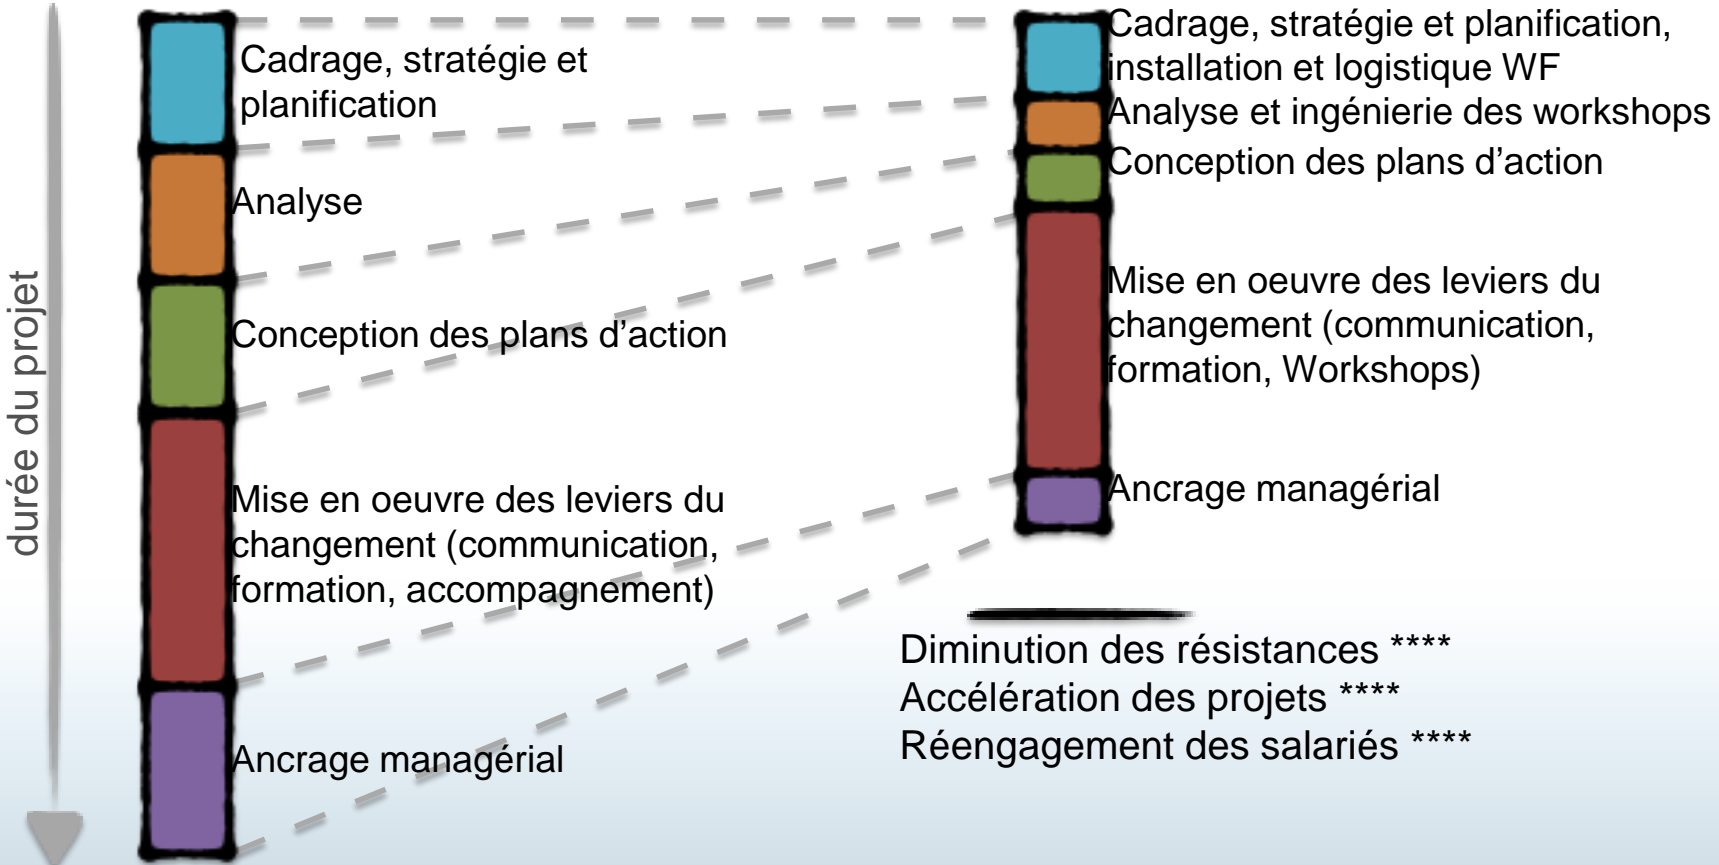 durée du projet
Cadrage, stratégie et
planification
Analyse
Conception des plans d'action
Mise en oeuvre des leviers du
changement (communication,
formation, accompagnement)
Ancrage managérial
Cadrage, stratégie et planification,
installation et logistique WF
Analyse et ingénierie des workshops
Conception des plans d'action
Mise en oeuvre des leviers du
changement (communication,
formation, Workshops)
Ancrage managérial
Diminution des résistances ****
Accélération des projets ****
Réengagement des salariés ****